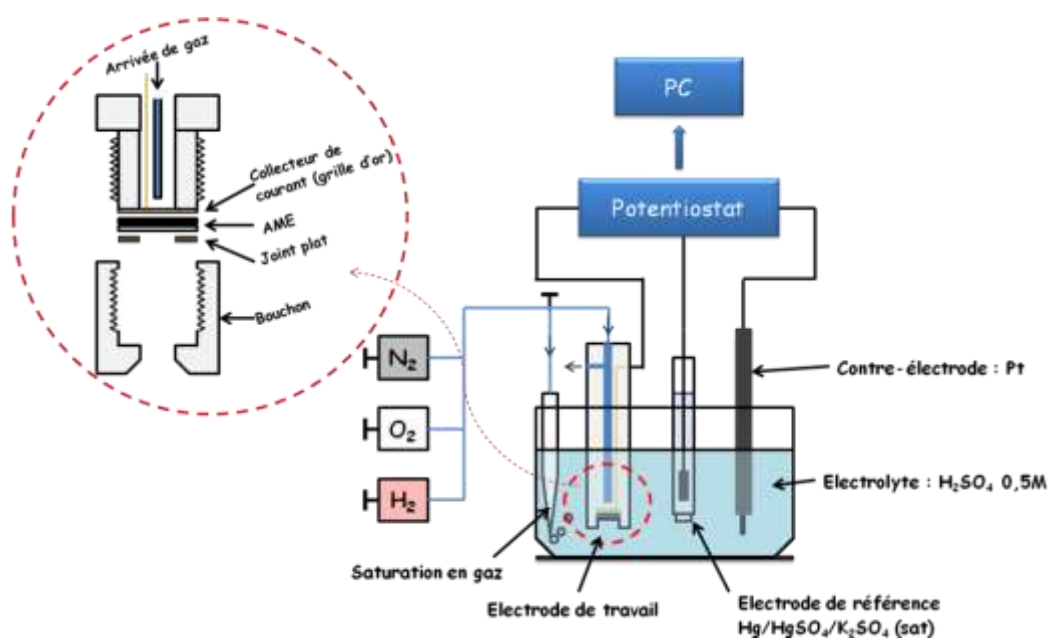 Arrivée de gaz
Collecteur de
courant (grille d'or)
AME
Joint plat
Bouchon
PC
Potentiostat
N₂
O₂
H₂
Contre-électrode : Pt
Electrolyte : H₂SO₄ 0,5M
Saturation en gaz
Electrode de travail
Electrode de référence
Hg/HgSO₄/K₂SO₄ (sat)